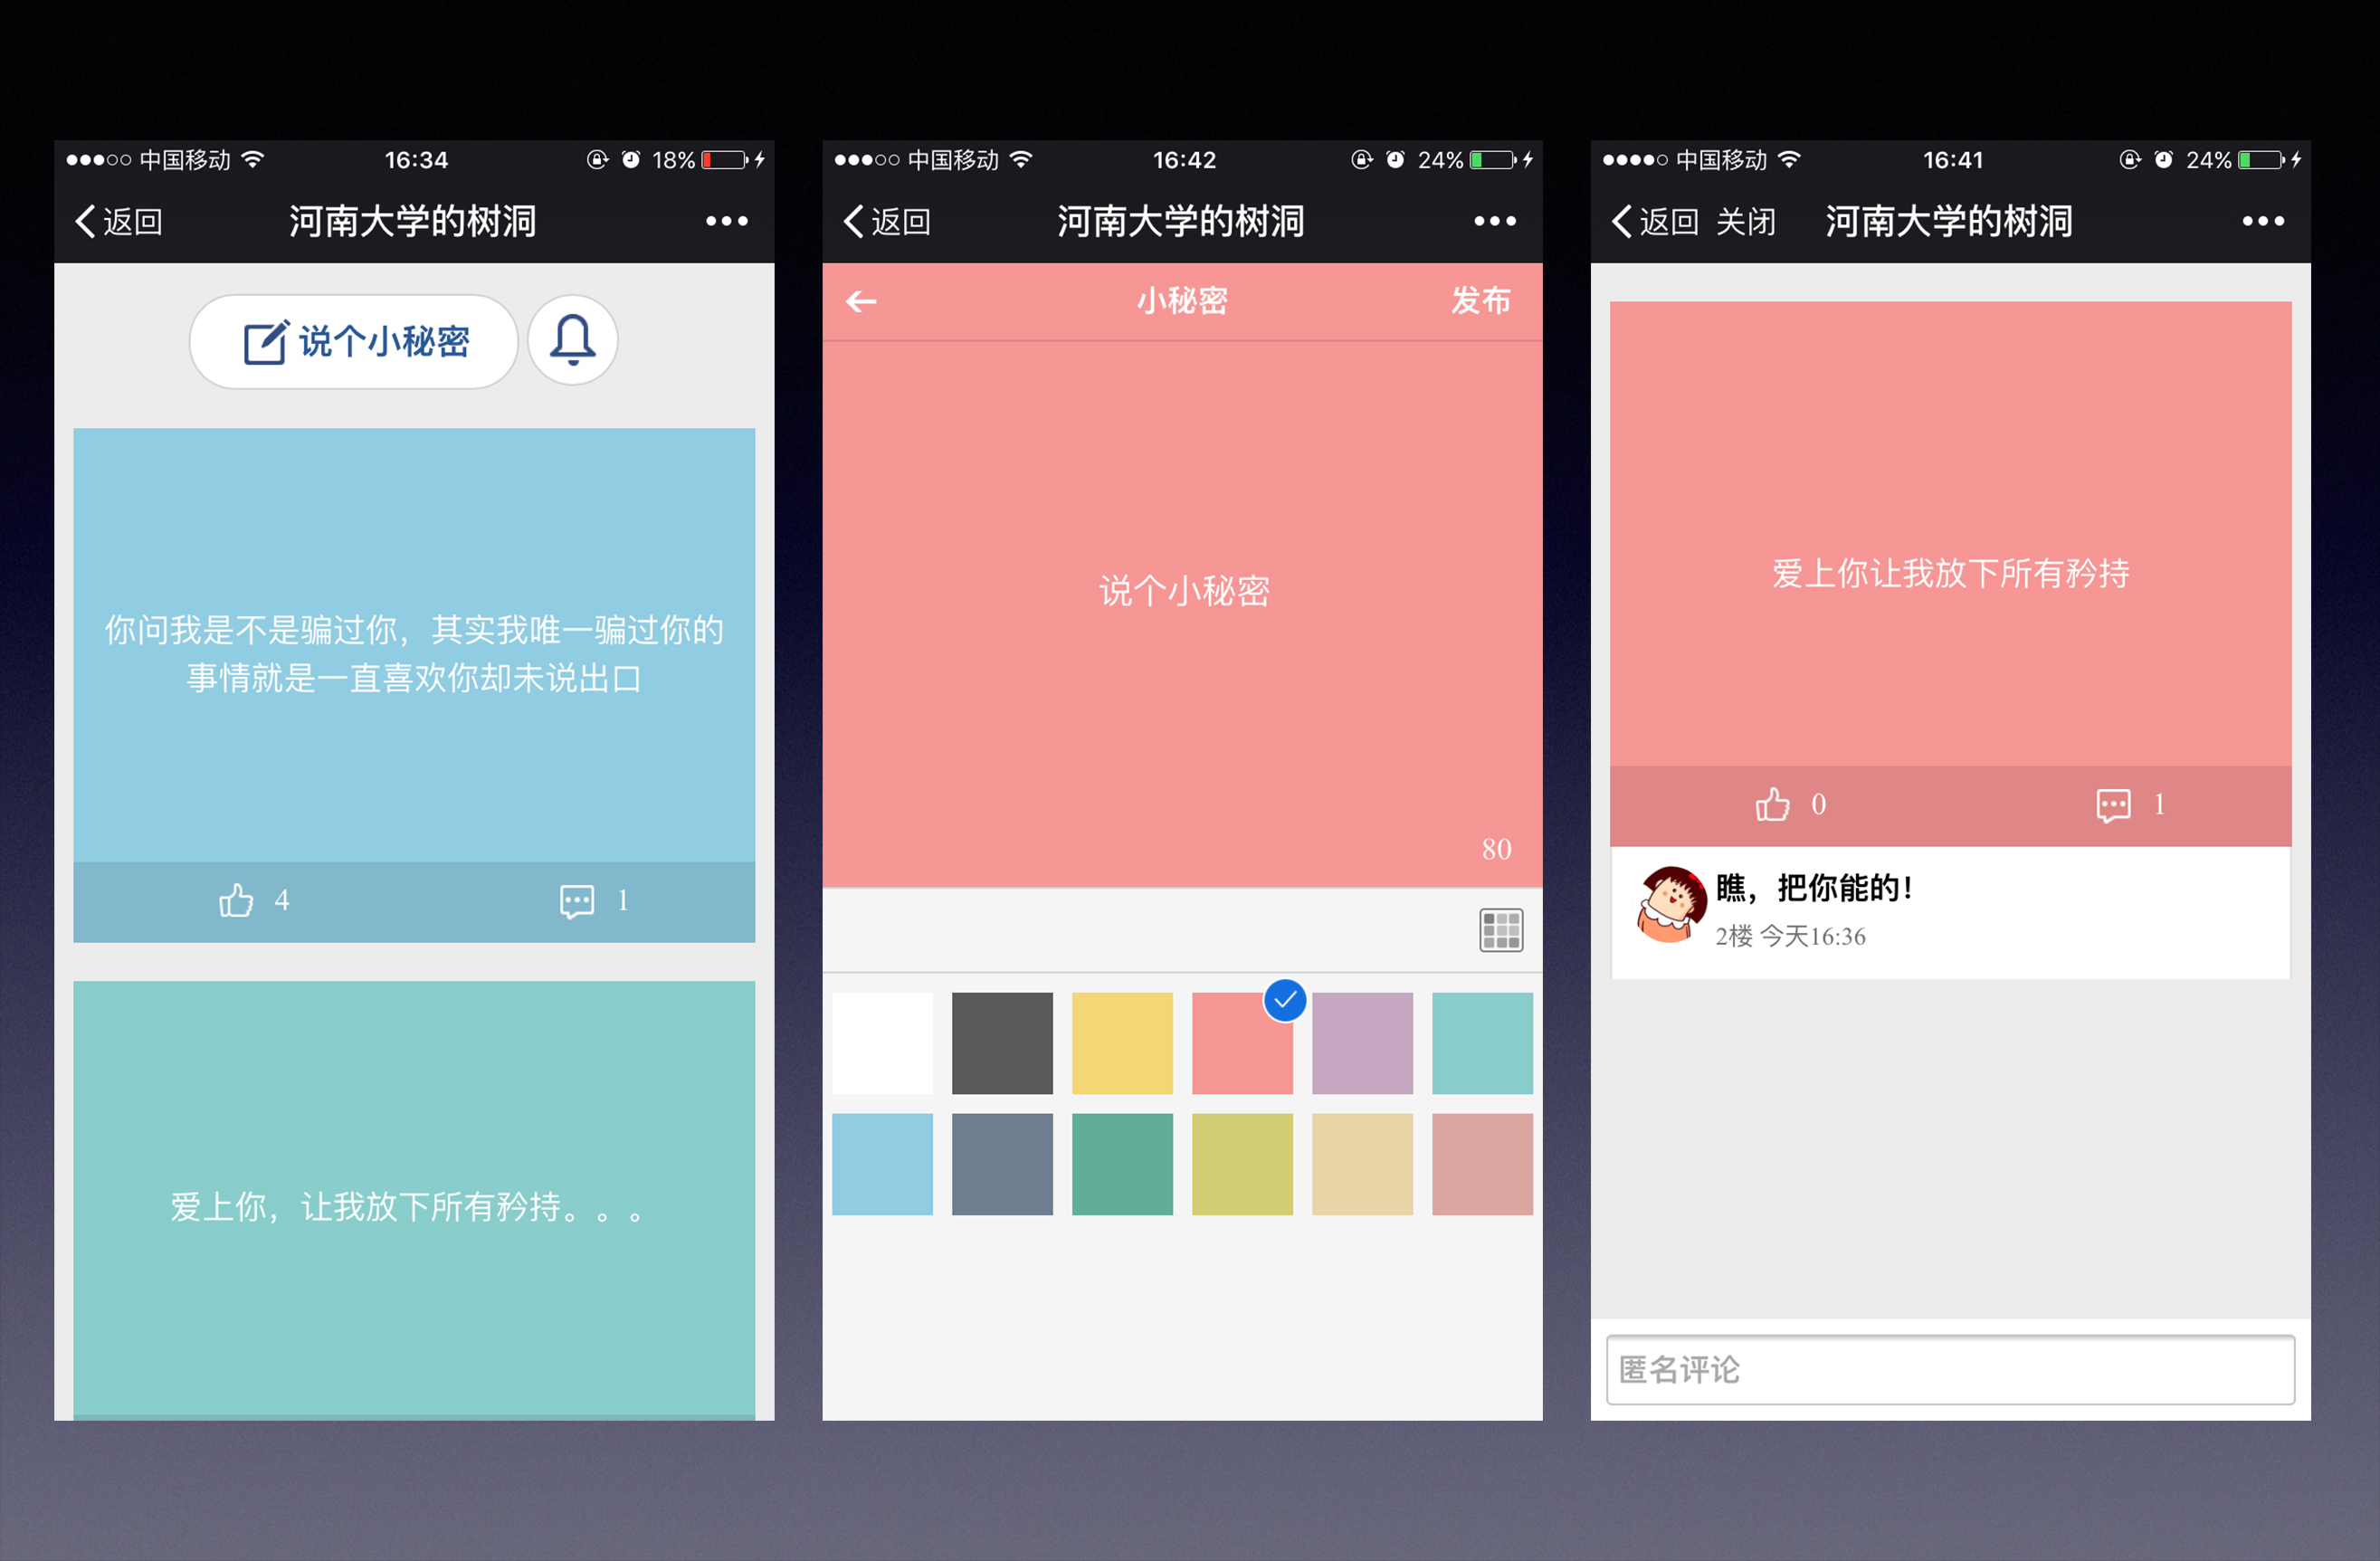 中国移动 16:34 18%
返回 河南大学的树洞
说个小秘密
你问我是不是骗过你，其实我唯一骗过你的
事情就是一直喜欢你却未说出口
4 1
爱上你，让我放下所有矜持。。。
中国移动 16:42 24%
返回 河南大学的树洞
小秘密 发布
说个小秘密
80
中国移动 16:41 24%
返回 关闭 河南大学的树洞
爱上你让我放下所有矜持
0 1
瞧，把你能的！
2楼 今天16:36
匿名评论